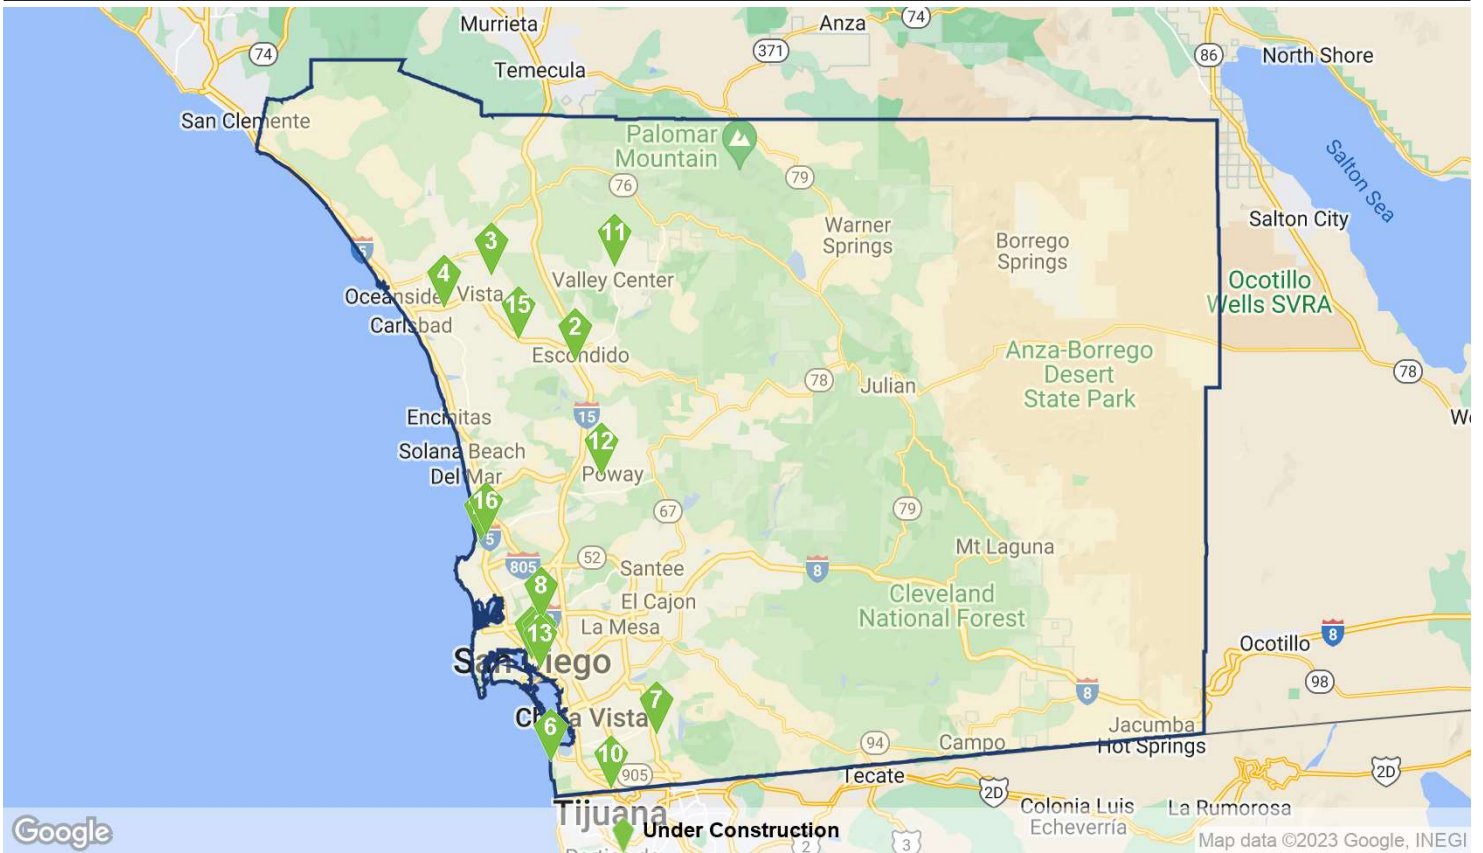 Murrieta
Anza
74
74
371
86
North Shore
Temecula
San Clemente
Palomar
Mountain
79
76
Salton Sea
Salton City
Warner
Springs
Borrego
Springs
11
3
5
Valley Center
4
Oceanside
Vista
15
Ocotillo
Wells SVRA
Carlsbad
2
Escondido
Anza-Borrego
Desert
State Park
78
78
Julian
Encinitas
15
12
Solana Beach
Del Mar
Poway
16
67
79
5
Mt Laguna
805
52
Santee
8
8
El Cajon
Cleveland
National Forest
La Mesa
13
8
Ocotillo
San Diego
98
7
8
Chula Vista
6
Jacumba
Hot Springs
94
Campo
10
905
Tecate
2D
2D
Tijuana
Colonia Luis
Echeverría
La Rumorosa
Google
Under Construction
2
3
Map data ©2023 Google, INEGI